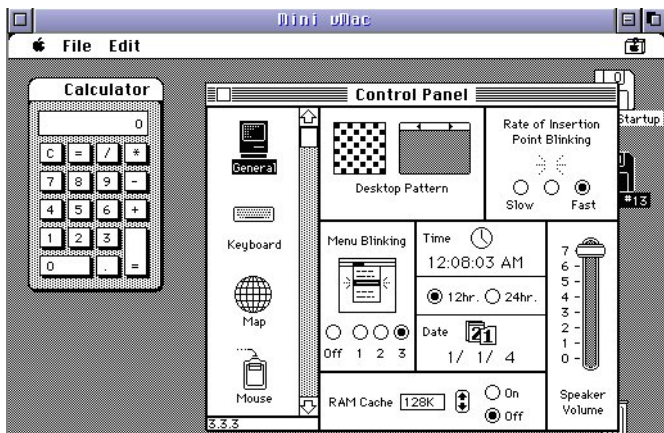 Mini vMac
File Edit
Calculator
0
C = / *
7 8 9 -
4 5 6 +
1 2 3
0 . =
Control Panel
General
Keyboard
Map
Mouse
3.3.3
Desktop Pattern
Rate of Insertion
Point Blinking
Slow Fast
Menu Blinking
Off 1 2 3
Time
12:08:03 AM
12hr. 24hr.
Date
21
1/ 1/ 4
7
6
5
4
3
2
1
0
Speaker
Volume
RAM Cache 128K
On
Off
Startup
#13